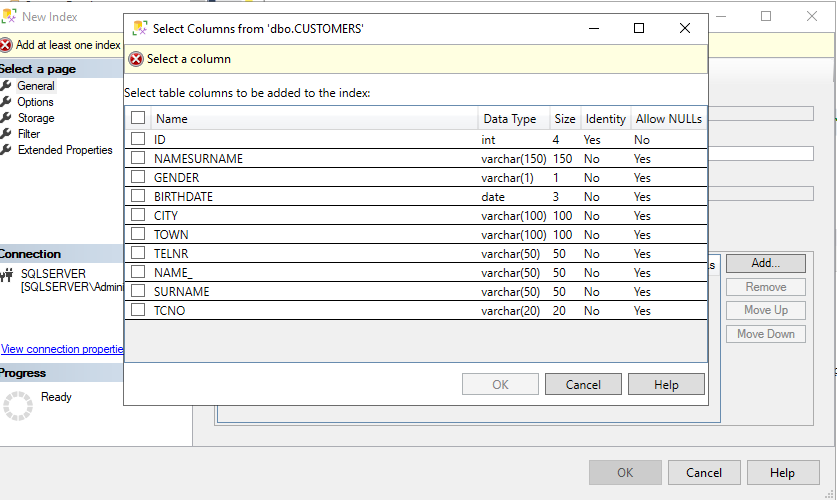 New Index
Select Columns from 'dbo.CUSTOMERS'
Add at least one index
Select a column
Select a page
General
Options
Storage
Filter
Extended Properties
Select table columns to be added to the index:
Name Data Type Size Identity Allow NULLs
ID int 4 Yes No
NAMESURNAME varchar(150) 150 No Yes
GENDER varchar(1) 1 No Yes
BIRTHDATE date 3 No Yes
CITY varchar(100) 100 No Yes
TOWN varchar(100) 100 No Yes
TELNR varchar(50) 50 No Yes
NAME_ varchar(50) 50 No Yes
SURNAME varchar(50) 50 No Yes
TCNO varchar(20) 20 No Yes
OK Cancel Help
Connection
SQLSERVER
[SQLSERVER\Admini
View connection propertie
Progress
Ready
Add...
Remove
Move Up
Move Down
OK Cancel Help